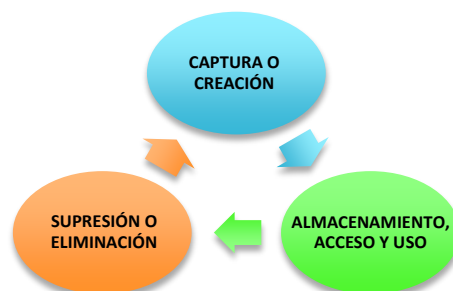 CAPTURA O
CREACIÓN
SUPRESIÓN O
ELIMINACIÓN
ALMACENAMIENTO,
ACCESO Y USO